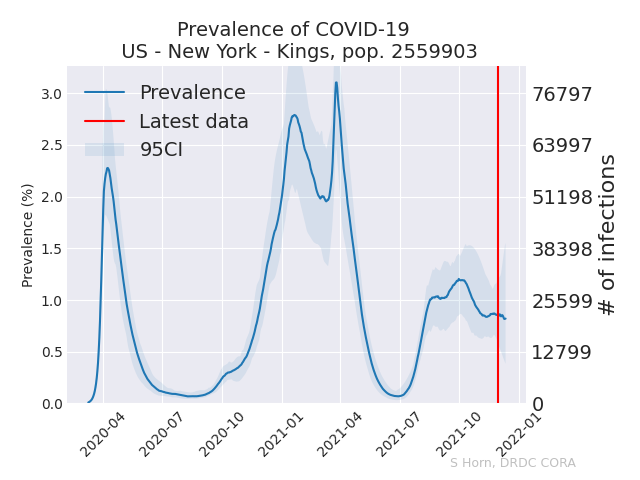 Prevalence of COVID-19
US - New York - Kings, pop. 2559903
Prevalence
Latest data
95CI
Prevalence (%)
3.0
2.5
2.0
1.5
1.0
0.5
0.0
76797
63997
51198
38398
25599
12799
0
# of infections
2020-04
2020-07
2020-10
2021-01
2021-04
2021-07
2021-10
2022-01
S Horn, DRDC CORA